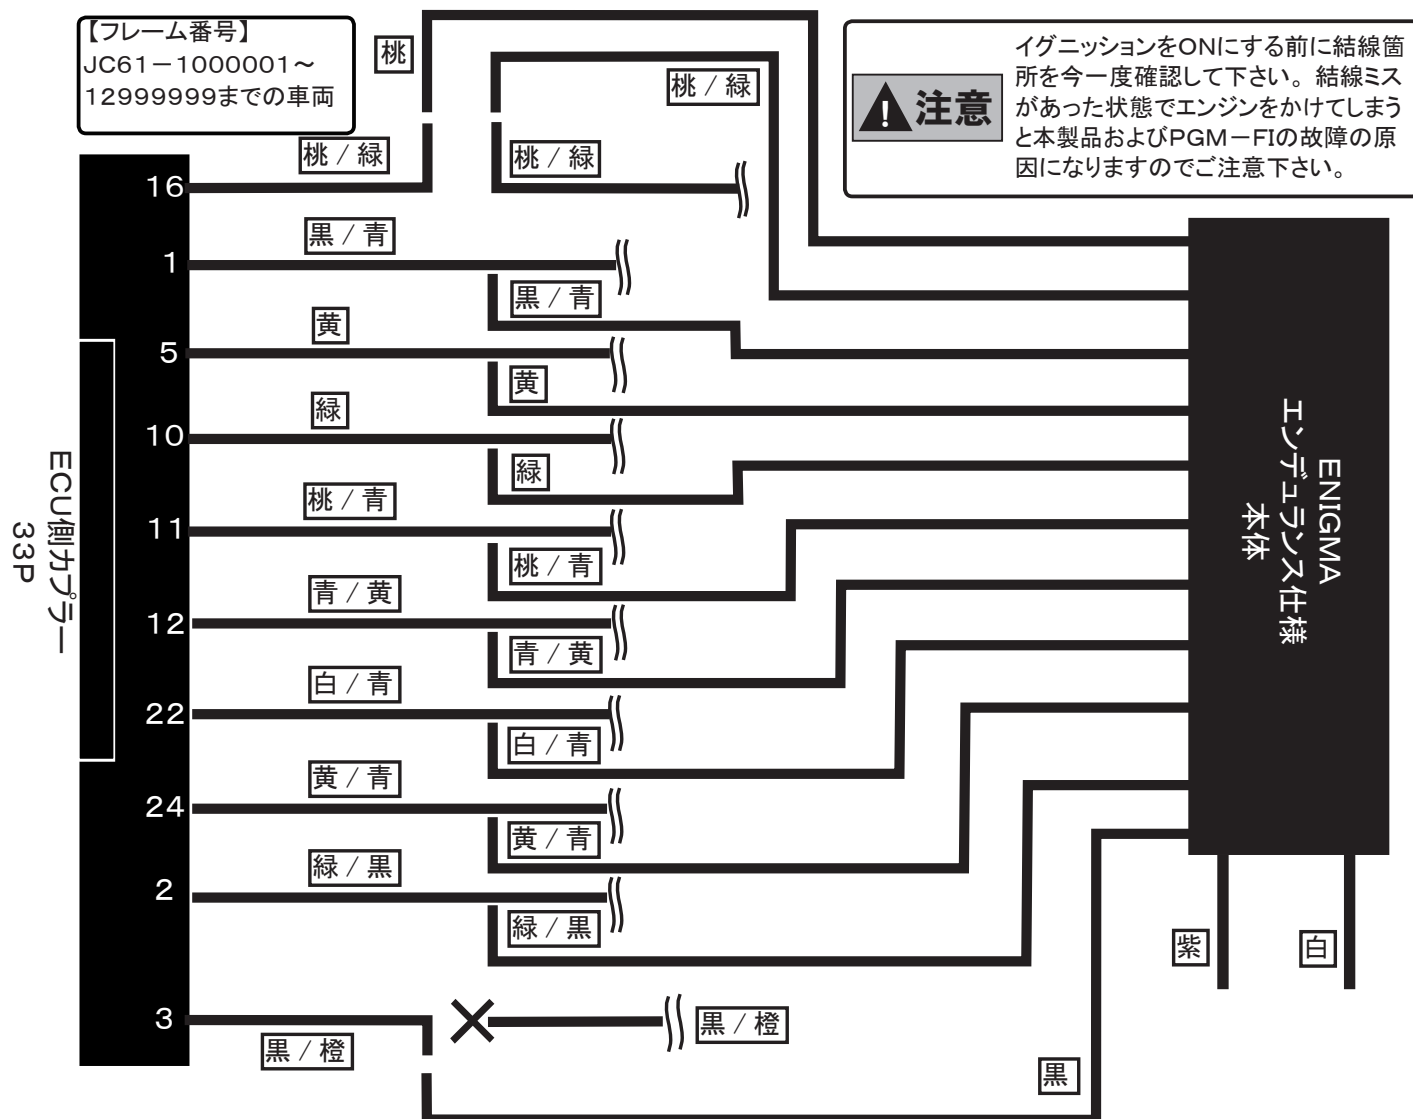 【フレーム番号】
JC61－1000001～
12999999までの車両
注意
イグニッションをONにする前に結線箇
所を今一度確認して下さい。結線ミス
があった状態でエンジンをかけてしまう
と本製品およびPGM－FIの故障の原
因になりますのでご注意下さい。
桃
桃 / 緑
桃 / 緑
桃 / 緑
16
黒 / 青
1
黒 / 青
黄
5
黄
緑
10
緑
桃 / 青
11
桃 / 青
青 / 黄
12
青 / 黄
白 / 青
22
白 / 青
黄 / 青
24
黄 / 青
緑 / 黒
2
緑 / 黒
3
黒 / 橙
黒 / 橙
黒
紫
白
ECU側カプラー
33P
ENIGMA
エンデュランス仕様
本体